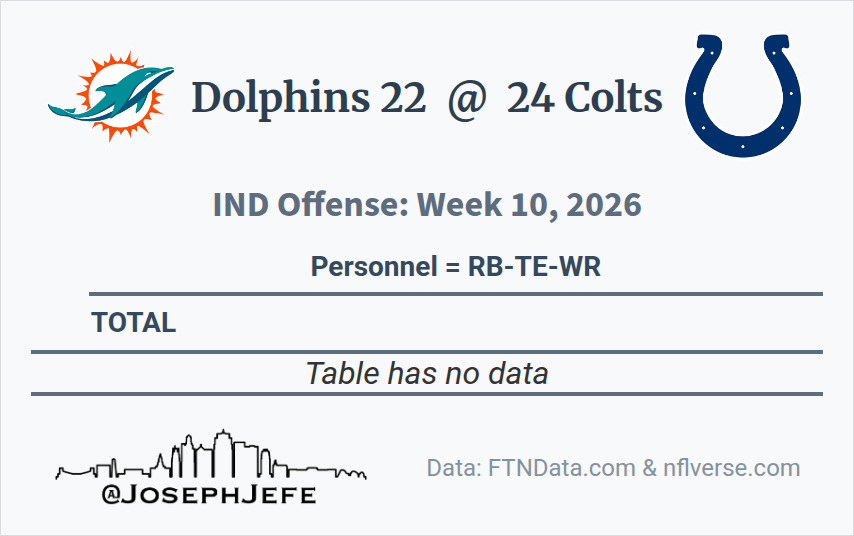 Dolphins 22 @ 24 Colts
IND Offense: Week 10, 2026
Personnel = RB-TE-WR
TOTAL
Table has no data
@JosephJefe
Data: FTNData.com & nflverse.com